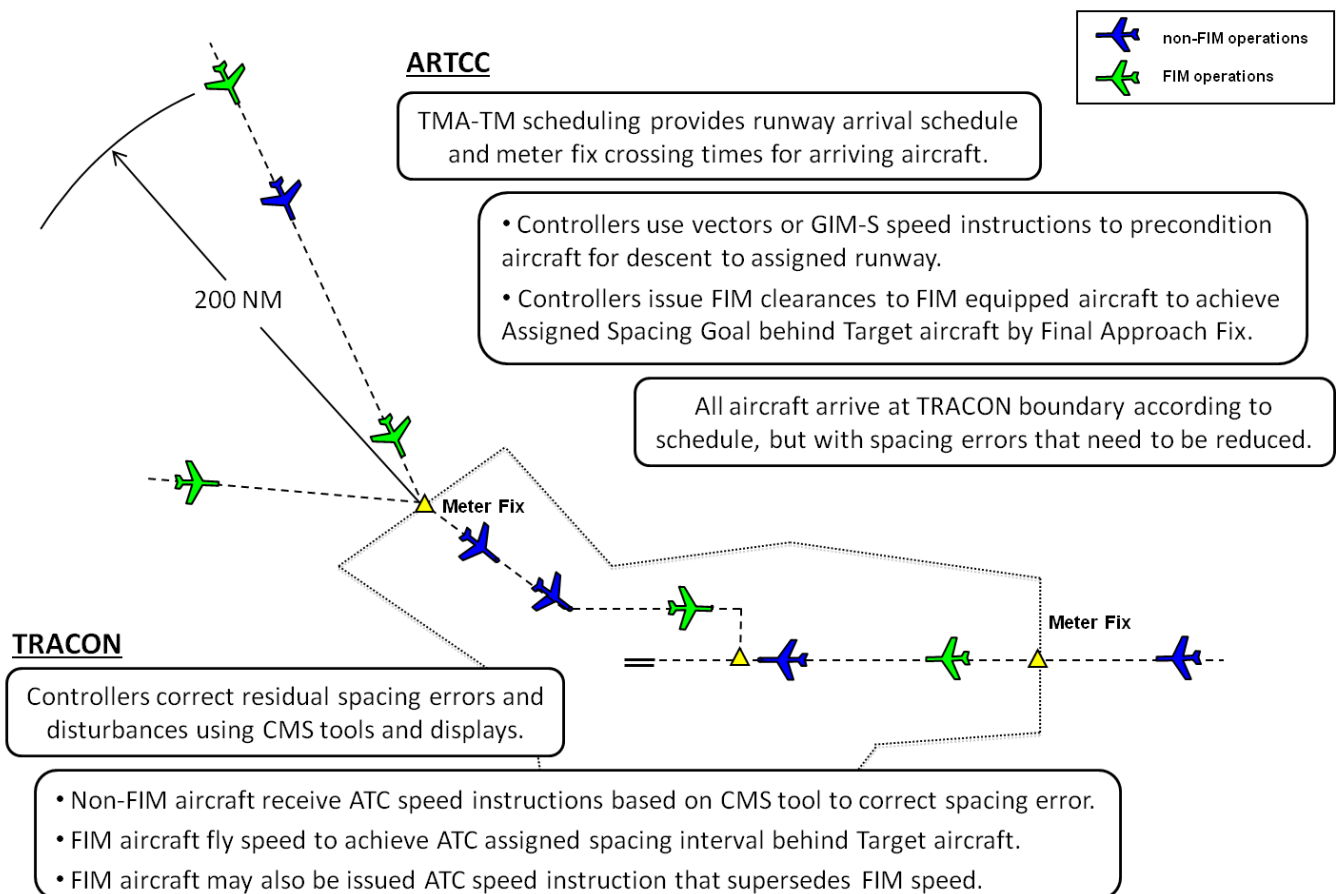 non-FIM operations
FIM operations
ARTCC
TMA-TM scheduling provides runway arrival schedule
and meter fix crossing times for arriving aircraft.
• Controllers use vectors or GIM-S speed instructions to precondition
aircraft for descent to assigned runway.
• Controllers issue FIM clearances to FIM equipped aircraft to achieve
Assigned Spacing Goal behind Target aircraft by Final Approach Fix.
200 NM
All aircraft arrive at TRACON boundary according to
schedule, but with spacing errors that need to be reduced.
Meter Fix
Meter Fix
TRACON
Controllers correct residual spacing errors and
disturbances using CMS tools and displays.
• Non-FIM aircraft receive ATC speed instructions based on CMS tool to correct spacing error.
• FIM aircraft fly speed to achieve ATC assigned spacing interval behind Target aircraft.
• FIM aircraft may also be issued ATC speed instruction that supersedes FIM speed.